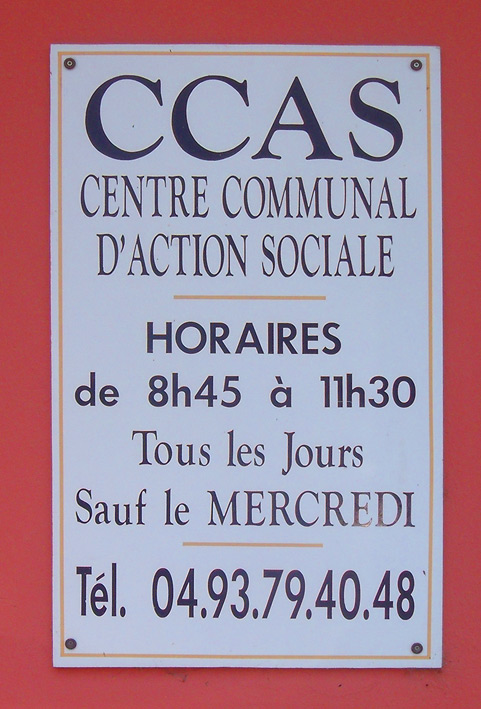 CCAS
CENTRE COMMUNAL
D'ACTION SOCIALE
HORAIRES
de 8h45 à 11h30
Tous les Jours
Sauf le MERCREDI
Tél. 04.93.79.40.48